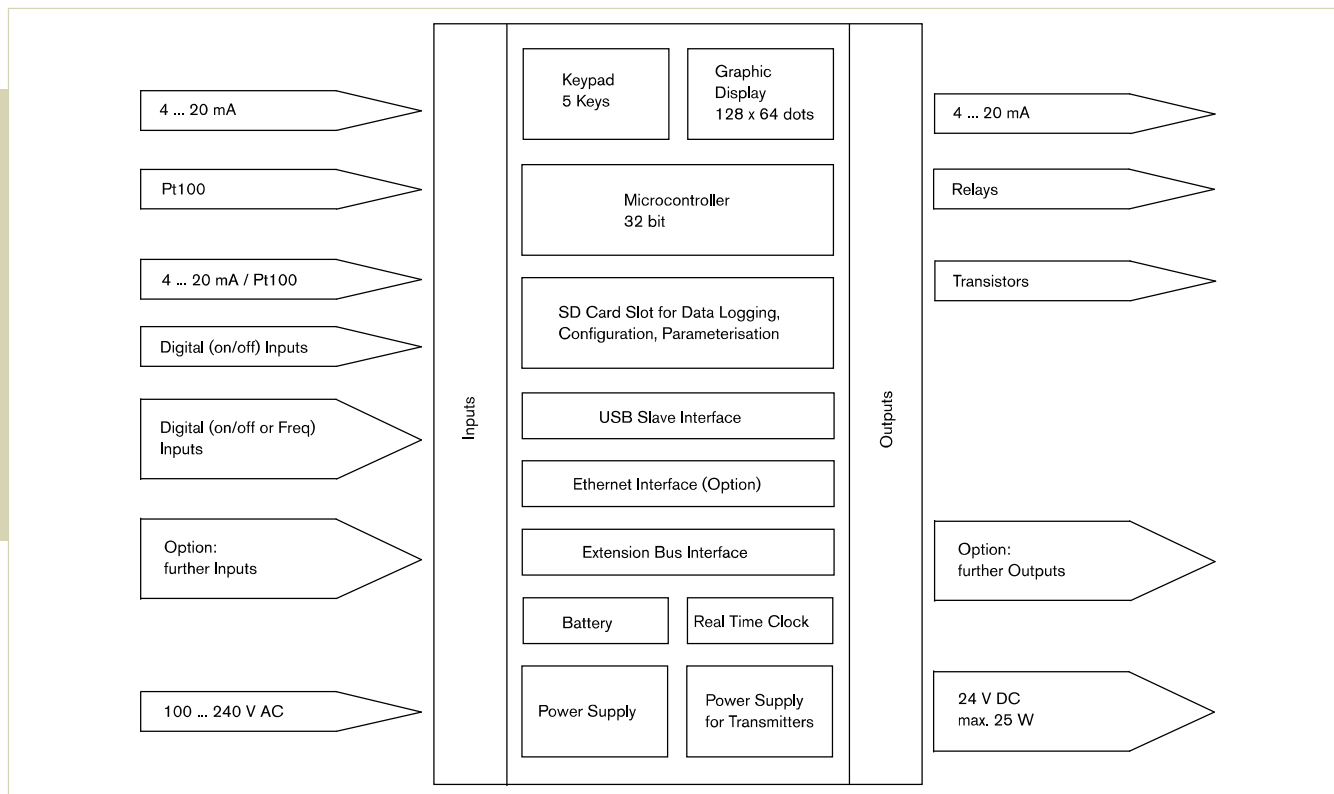 4 ... 20 mA
Pt100
4 ... 20 mA / Pt100
Digital (on/off) Inputs
Digital (on/off or Freq)
Inputs
Option:
further Inputs
100 ... 240 V AC
Inputs
Keypad
5 Keys
Graphic
Display
128 x 64 dots
Microcontroller
32 bit
SD Card Slot for Data Logging,
Configuration, Parameterisation
USB Slave Interface
Ethernet Interface (Option)
Extension Bus Interface
Battery
Real Time Clock
Power Supply
Power Supply
for Transmitters
Outputs
4 ... 20 mA
Relays
Transistors
Option:
further Outputs
24 V DC
max. 25 W